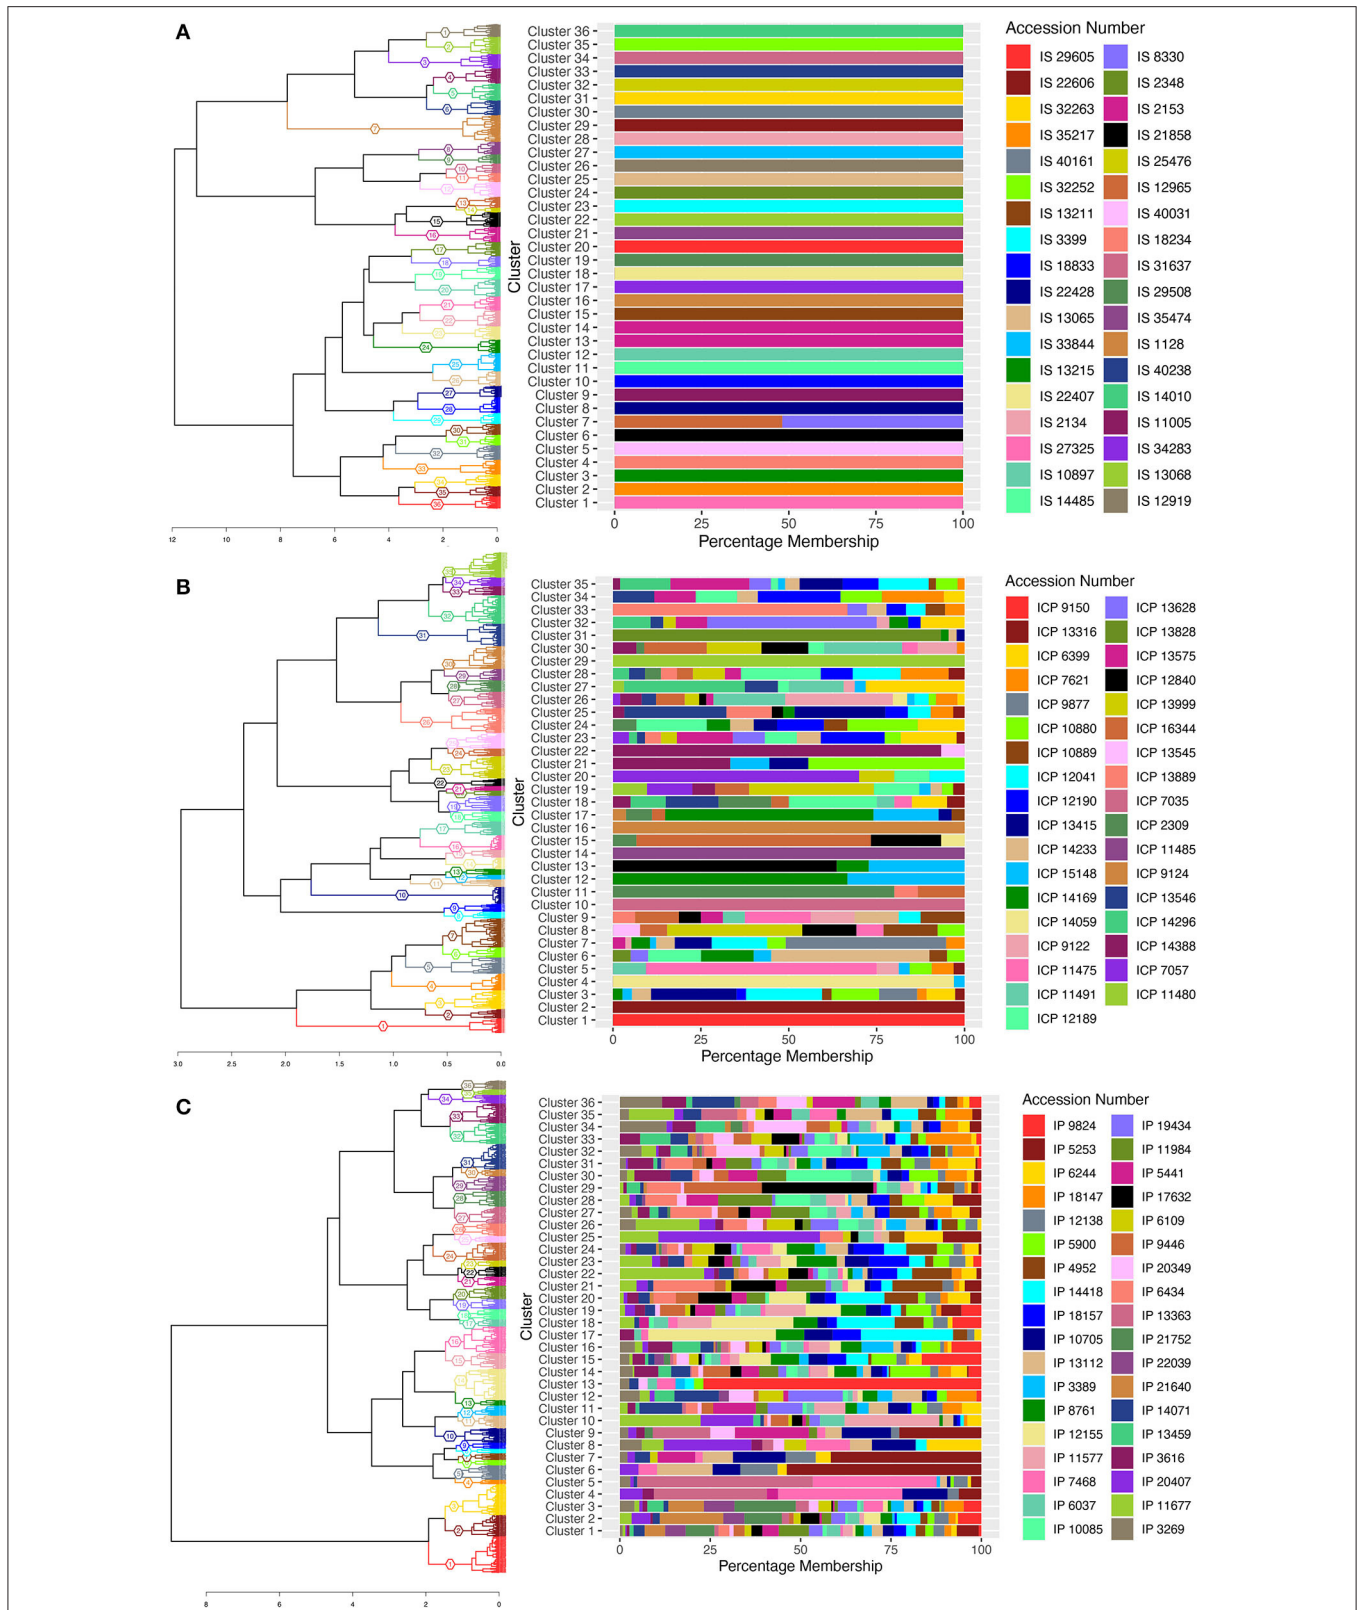 A
Cluster 36
Cluster 35
Cluster 34
Cluster 33
Cluster 32
Cluster 31
Cluster 30
Cluster 29
Cluster 28
Cluster 27
Cluster 26
Cluster 25
Cluster 24
Cluster 23
Cluster 22
Cluster 21
Cluster 20
Cluster 19
Cluster 18
Cluster 17
Cluster 16
Cluster 15
Cluster 14
Cluster 13
Cluster 12
Cluster 11
Cluster 10
Cluster 9
Cluster 8
Cluster 7
Cluster 6
Cluster 5
Cluster 4
Cluster 3
Cluster 2
Cluster 1
Cluster
12 10 8 6 4 2 0
0 25 50 75 100
Percentage Membership
Accession Number
IS 29605 IS 8330
IS 22606 IS 2348
IS 32263 IS 2153
IS 35217 IS 21858
IS 40161 IS 25476
IS 32252 IS 12965
IS 13211 IS 40031
IS 3399 IS 18234
IS 18833 IS 31637
IS 22428 IS 29508
IS 13065 IS 35474
IS 33844 IS 1128
IS 13215 IS 40238
IS 22407 IS 14010
IS 2134 IS 11005
IS 27325 IS 34283
IS 10897 IS 13068
IS 14485 IS 12919
B
Cluster 35
Cluster 34
Cluster 33
Cluster 32
Cluster 31
Cluster 30
Cluster 29
Cluster 28
Cluster 27
Cluster 26
Cluster 25
Cluster 24
Cluster 23
Cluster 22
Cluster 21
Cluster 20
Cluster 19
Cluster 18
Cluster 17
Cluster 16
Cluster 15
Cluster 14
Cluster 13
Cluster 12
Cluster 11
Cluster 10
Cluster 9
Cluster 8
Cluster 7
Cluster 6
Cluster 5
Cluster 4
Cluster 3
Cluster 2
Cluster 1
Cluster
3.0 2.5 2.0 1.5 1.0 0.5 0.0
0 25 50 75 100
Percentage Membership
Accession Number
ICP 9150 ICP 13628
ICP 13316 ICP 13828
ICP 6399 ICP 13575
ICP 7621 ICP 12840
ICP 9877 ICP 13999
ICP 10880 ICP 16344
ICP 10889 ICP 13545
ICP 12041 ICP 13889
ICP 12190 ICP 7035
ICP 13415 ICP 2309
ICP 14233 ICP 11485
ICP 15148 ICP 9124
ICP 14169 ICP 13546
ICP 14059 ICP 14296
ICP 9122 ICP 14388
ICP 11475 ICP 7057
ICP 11491 ICP 11480
ICP 12189
C
Cluster 36
Cluster 35
Cluster 34
Cluster 33
Cluster 32
Cluster 31
Cluster 30
Cluster 29
Cluster 28
Cluster 27
Cluster 26
Cluster 25
Cluster 24
Cluster 23
Cluster 22
Cluster 21
Cluster 20
Cluster 19
Cluster 18
Cluster 17
Cluster 16
Cluster 15
Cluster 14
Cluster 13
Cluster 12
Cluster 11
Cluster 10
Cluster 9
Cluster 8
Cluster 7
Cluster 6
Cluster 5
Cluster 4
Cluster 3
Cluster 2
Cluster 1
Cluster
8 6 4 2 0
0 25 50 75 100
Percentage Membership
Accession Number
IP 9824 IP 19434
IP 5253 IP 11984
IP 6244 IP 5441
IP 18147 IP 17632
IP 12138 IP 6109
IP 5900 IP 9446
IP 4952 IP 20349
IP 14418 IP 6434
IP 18157 IP 13363
IP 10705 IP 21752
IP 13112 IP 22039
IP 3389 IP 21640
IP 8761 IP 14071
IP 12155 IP 13459
IP 11577 IP 3616
IP 7468 IP 20407
IP 6037 IP 11677
IP 10085 IP 3269